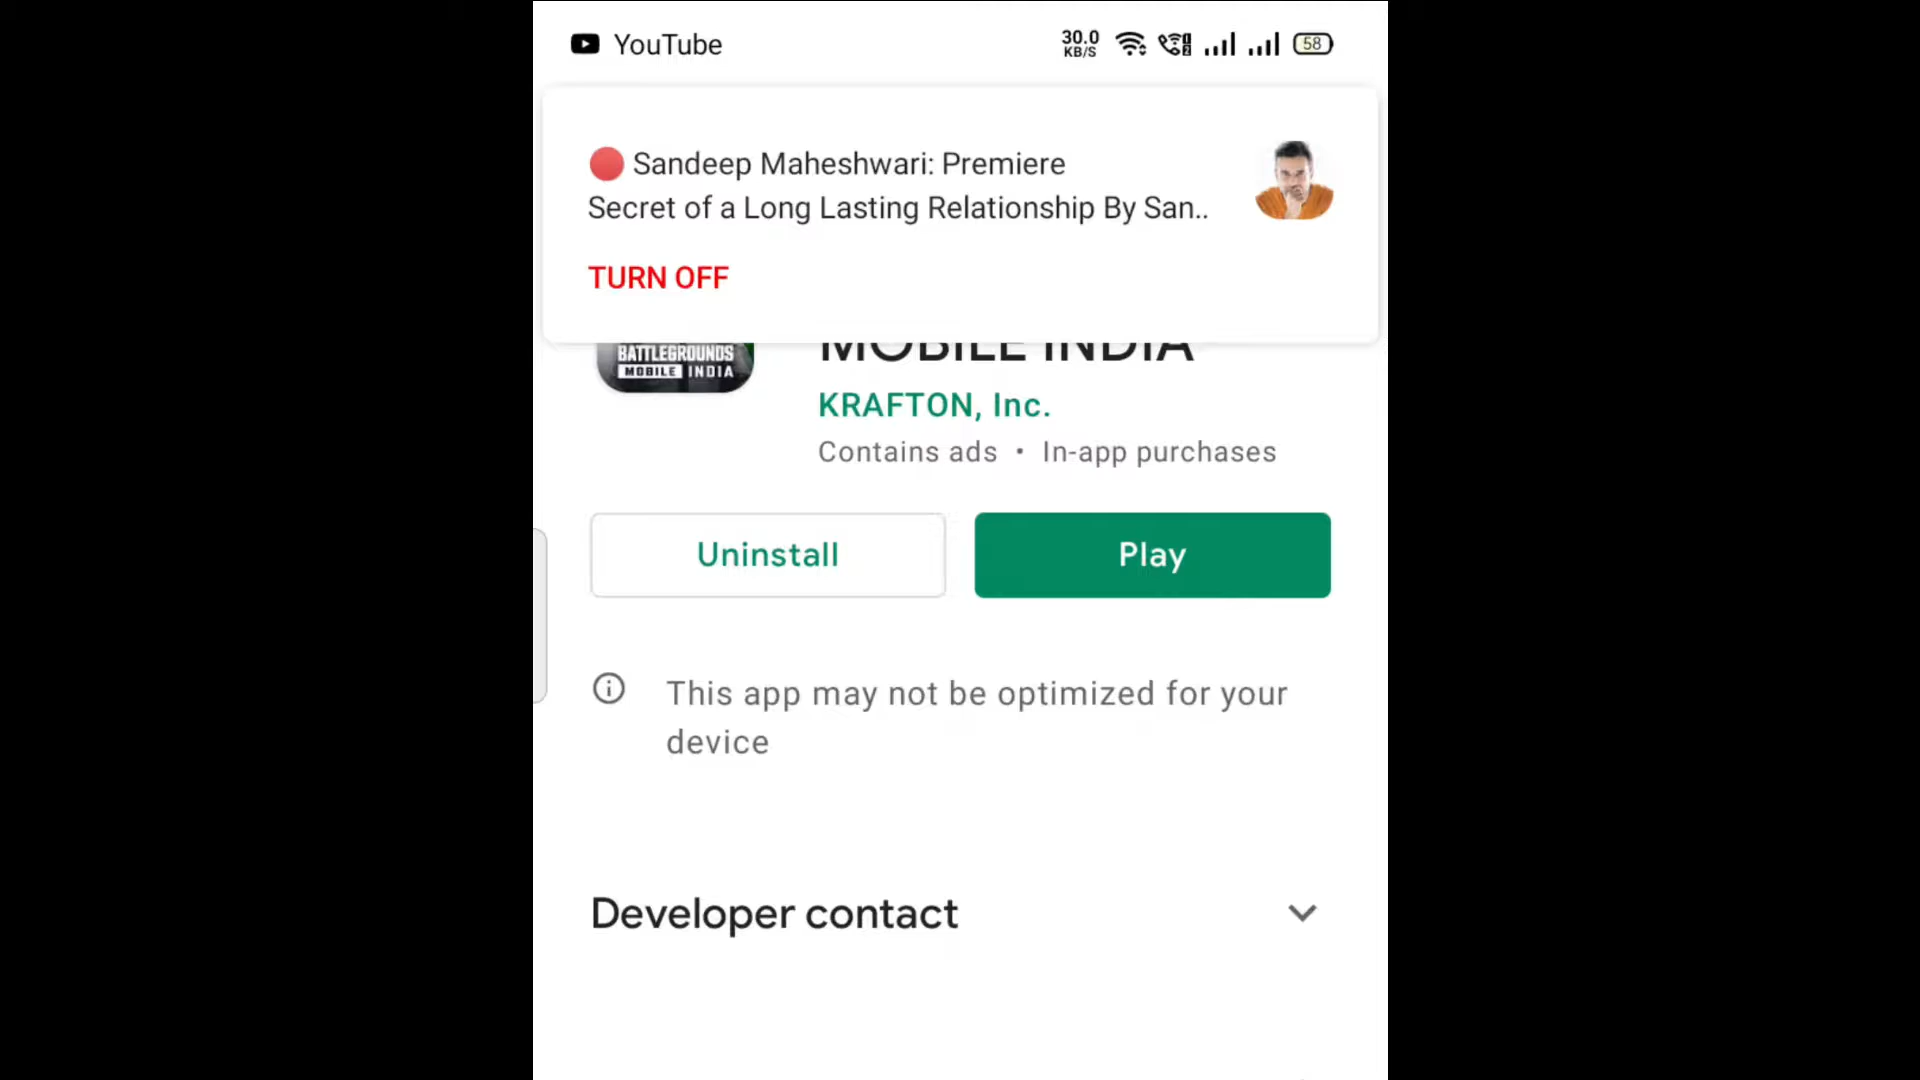 YouTube
30.0
KB/S
58
Sandeep Maheshwari: Premiere
Secret of a Long Lasting Relationship By San..
TURN OFF
BATTLEGROUNDS
MOBILE INDIA
MOBILE INDIA
KRAFTON, Inc.
Contains ads • In-app purchases
Uninstall
Play
This app may not be optimized for your
device
Developer contact